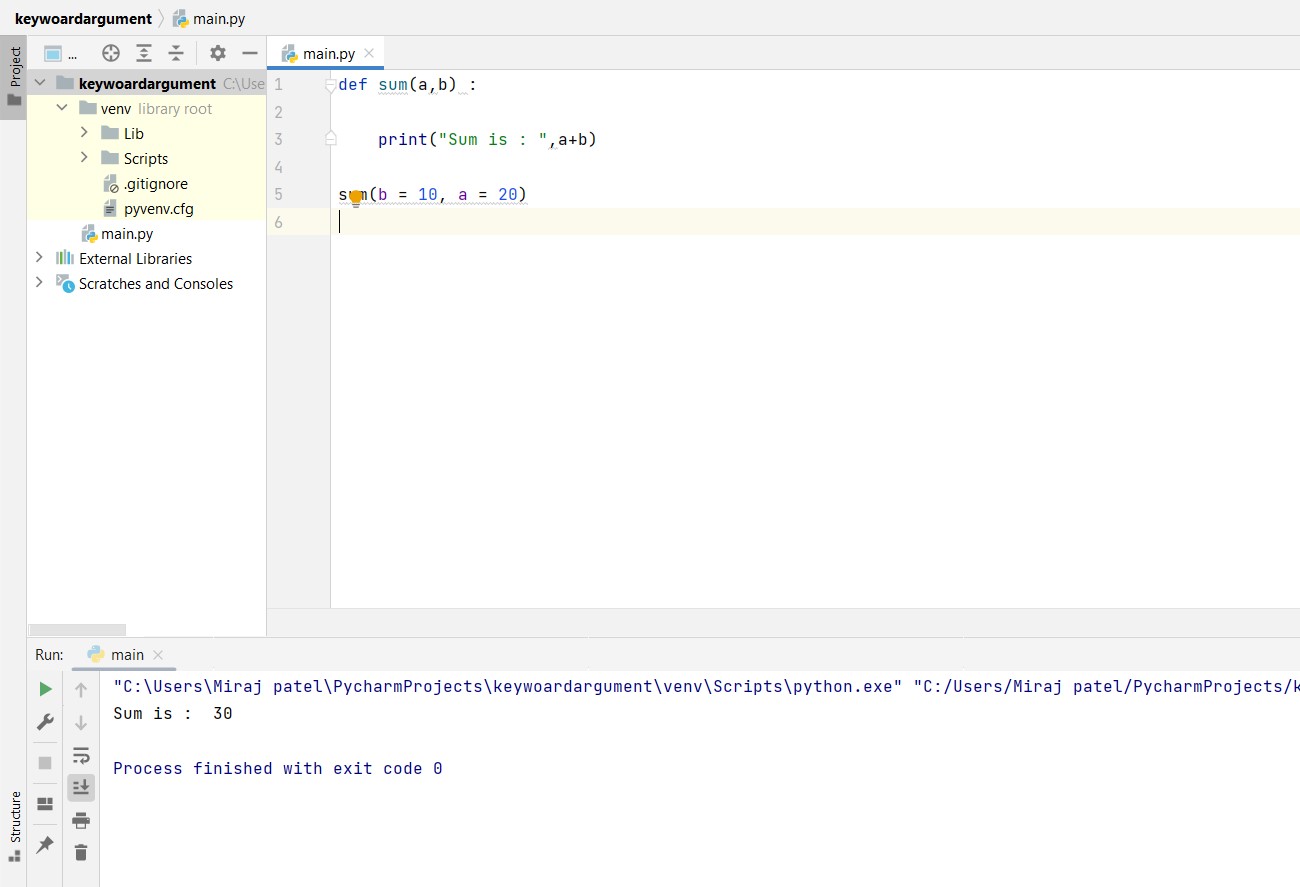 keywoardargument main.py
Project
...
main.py
keywoardargument C:\Use
venv library root
Lib
Scripts
.gitignore
pyvenv.cfg
main.py
External Libraries
Scratches and Consoles
1 def sum(a,b) :
2
3 print("Sum is : ",a+b)
4
5 sum(b = 10, a = 20)
6
Run: main
"C:\Users\Miraj patel\PycharmProjects\keywoardargument\venv\Scripts\python.exe" "C:/Users/Miraj patel/PycharmProjects/k
Sum is :  30
Process finished with exit code 0
Structure